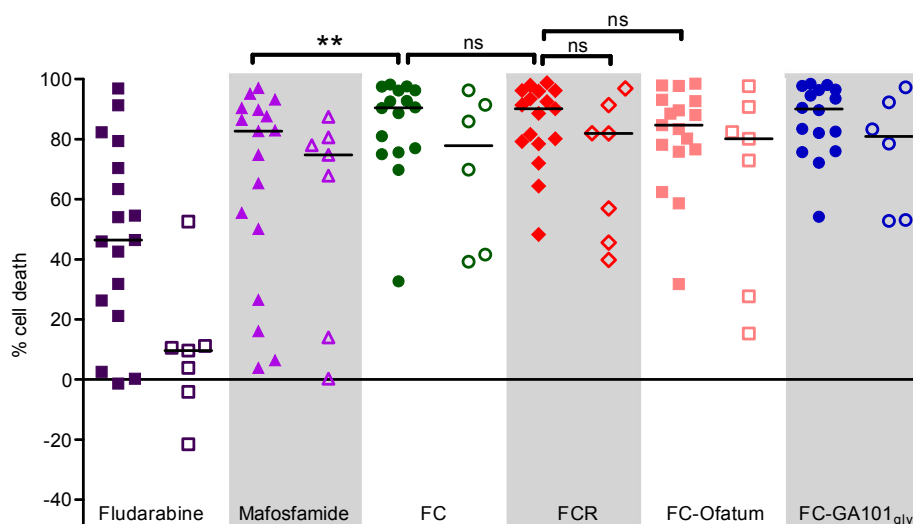 ns
**
ns
ns
100
80
60
40
20
0
-20
-40
% cell death
Fludarabine
Mafosfamide
FC
FCR
FC-Ofatum
FC-GA101gly